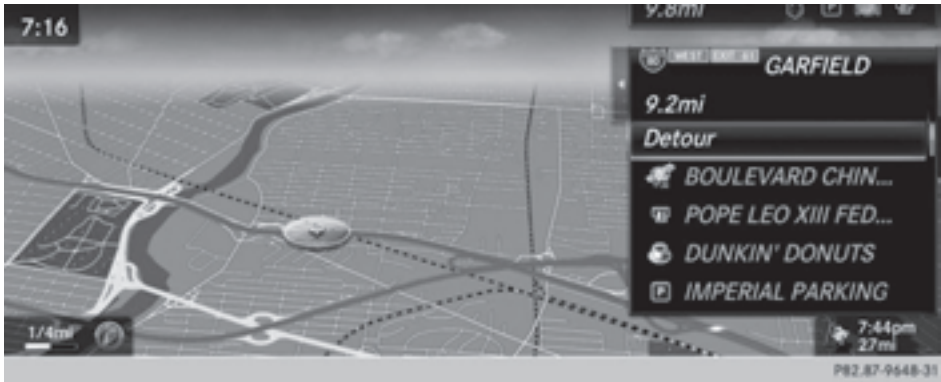 7:16
9.8mi
P
80 WEST EXIT 61 GARFIELD
9.2mi
Detour
BOULEVARD CHIN...
POPE LEO XIII FED...
DUNKIN' DONUTS
P IMPERIAL PARKING
1/4mi
7:44pm
27mi
P82.87-9648-31